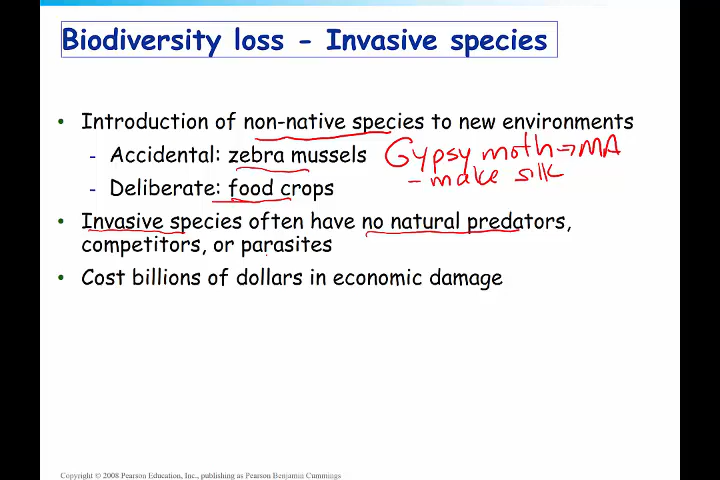 Biodiversity loss - Invasive species
• Introduction of non-native species to new environments
- Accidental: zebra mussels Gypsy moth → MA
- Deliberate: food crops - make silk
• Invasive species often have no natural predators,
competitors, or parasites
• Cost billions of dollars in economic damage
Copyright © 2008 Pearson Education, Inc., publishing as Pearson Benjamin Cummings